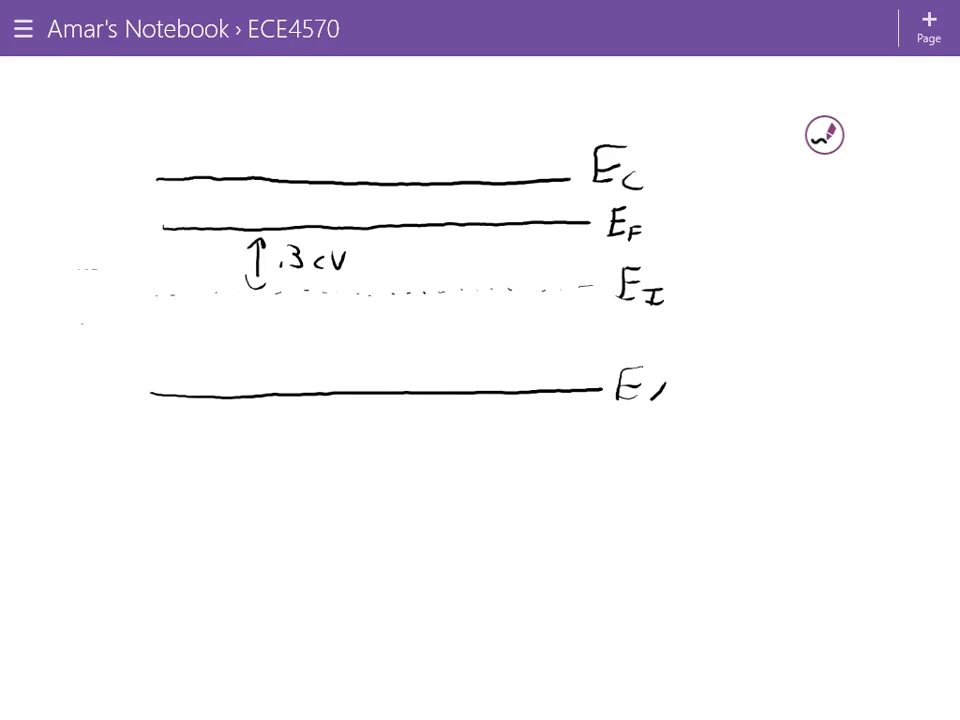 Amar's Notebook › ECE4570
Page
E_C
E_F
.3 eV
E_I
E